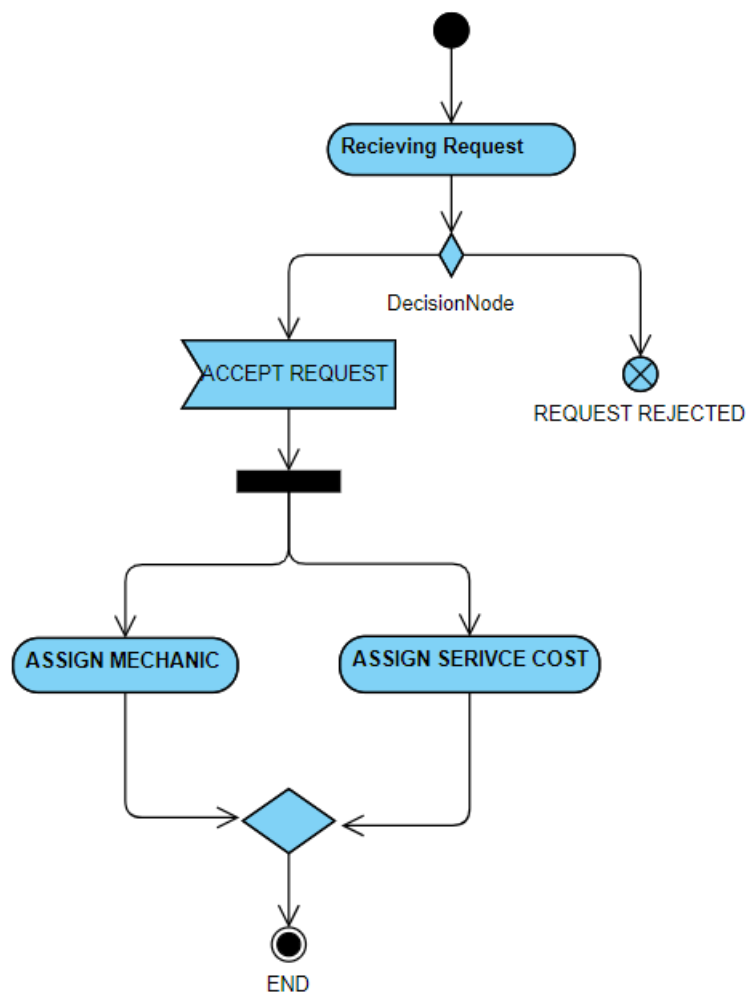 Recieving Request
DecisionNode
ACCEPT REQUEST
REQUEST REJECTED
ASSIGN MECHANIC
ASSIGN SERIVCE COST
END